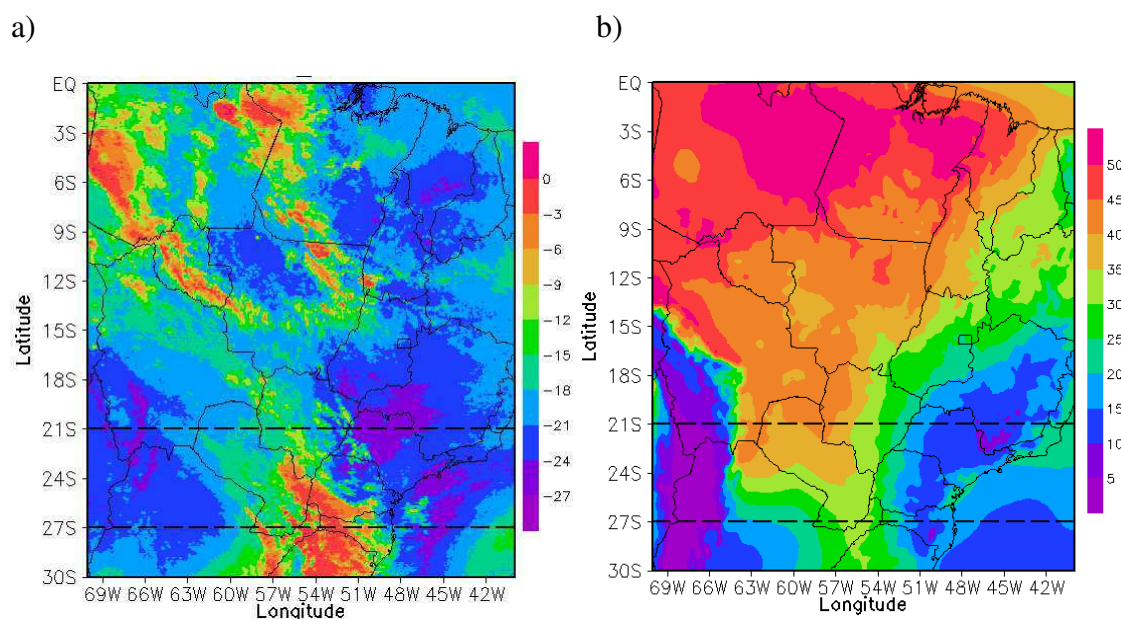 a)
b)
EQ
3S
6S
9S
12S
15S
18S
21S
24S
27S
30S
Latitude
69W 66W 63W 60W 57W 54W 51W 48W 45W 42W
Longitude
0
-3
-6
-9
-12
-15
-18
-21
-24
-27
EQ
3S
6S
9S
12S
15S
18S
21S
24S
27S
30S
Latitude
69W 66W 63W 60W 57W 54W 51W 48W 45W 42W
Longitude
50
45
40
35
30
25
20
15
10
5